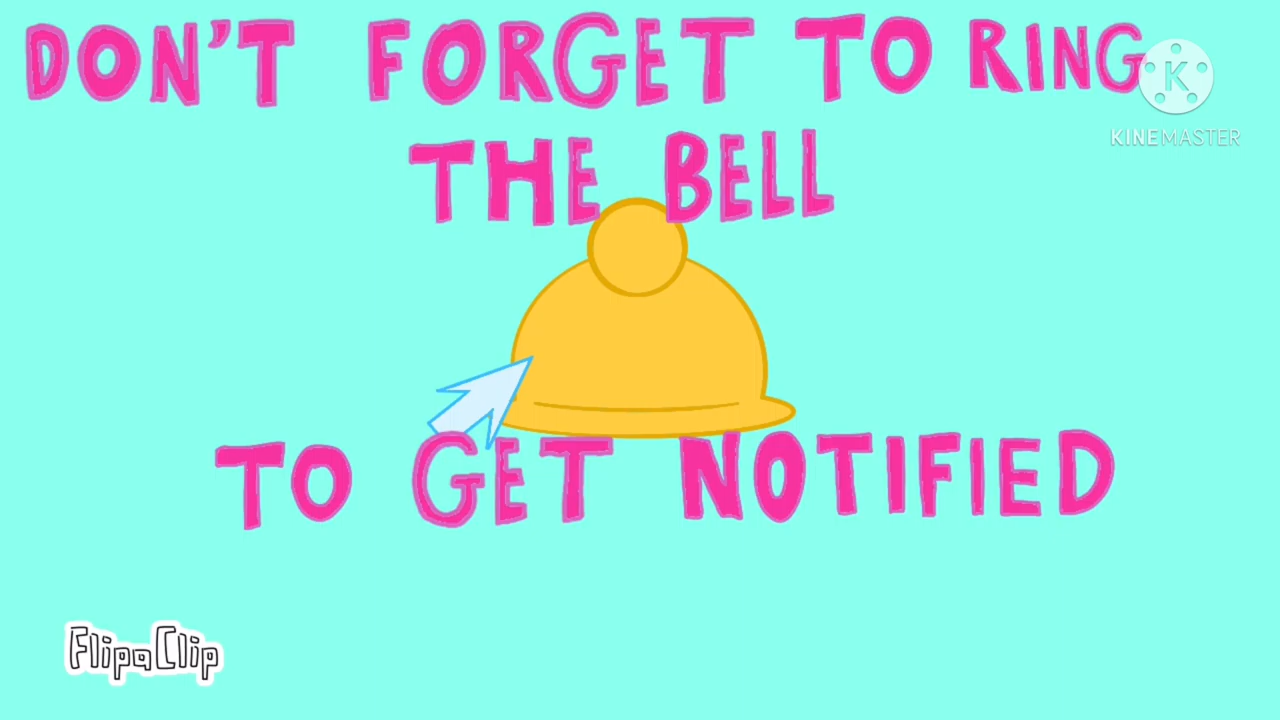 DON'T FORGET TO RING
K
KINEMASTER
THE BELL
TO GET NOTIFIED
FlipaClip